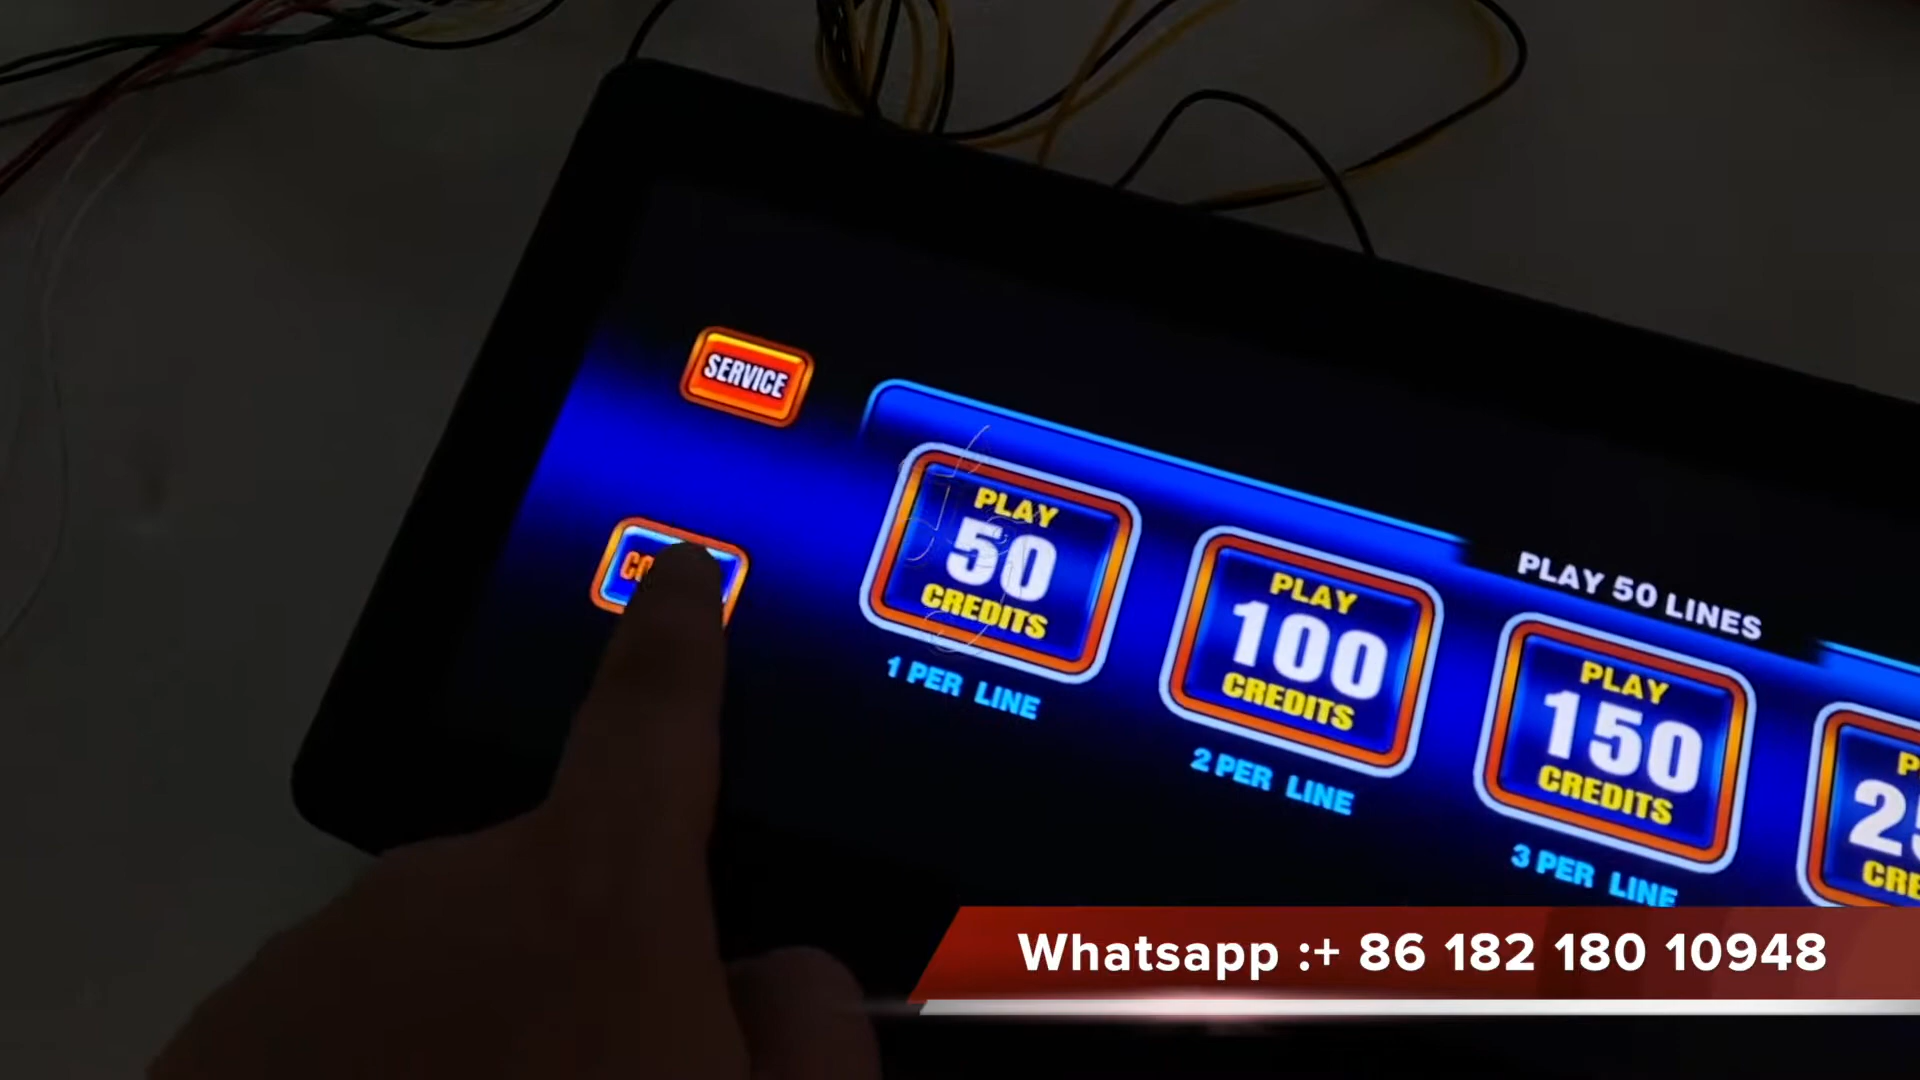 SERVICE
PLAY
50
CREDITS
1 PER LINE
PLAY
100
CREDITS
2 PER LINE
PLAY 50 LINES
PLAY
150
CREDITS
3 PER LINE
Whatsapp :+ 86 182 180 10948